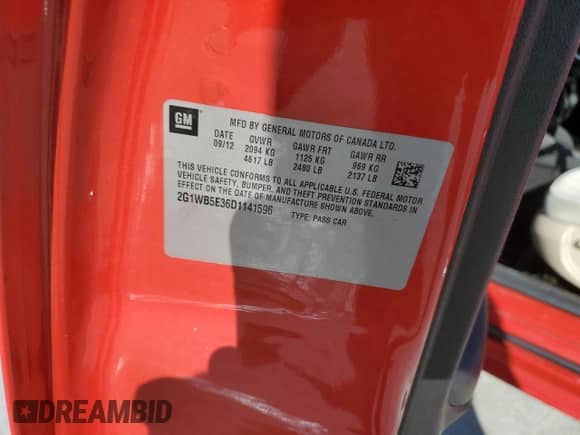 GM
MFD BY GENERAL MOTORS OF CANADA LTD.
DATE GVWR GAWR FRT GAWR RR
09/12 2094 KG 1125 KG 969 KG
4617 LB 2480 LB 2137 LB
THIS VEHICLE CONFORMS TO ALL APPLICABLE U.S. FEDERAL MOTOR
VEHICLE SAFETY, BUMPER, AND THEFT PREVENTION STANDARDS IN
EFFECT ON THE DATE OF MANUFACTURE SHOWN ABOVE.
2G1WB5E36D1141596 TYPE: PASS CAR
DREAMBID